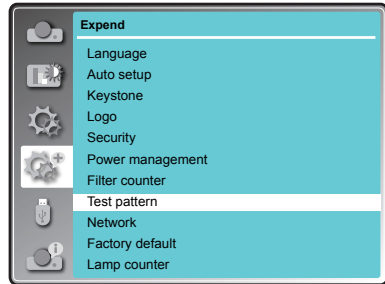 Expend
Language
Auto setup
Keystone
Logo
Security
Power management
Filter counter
Test pattern
Network
Factory default
Lamp counter